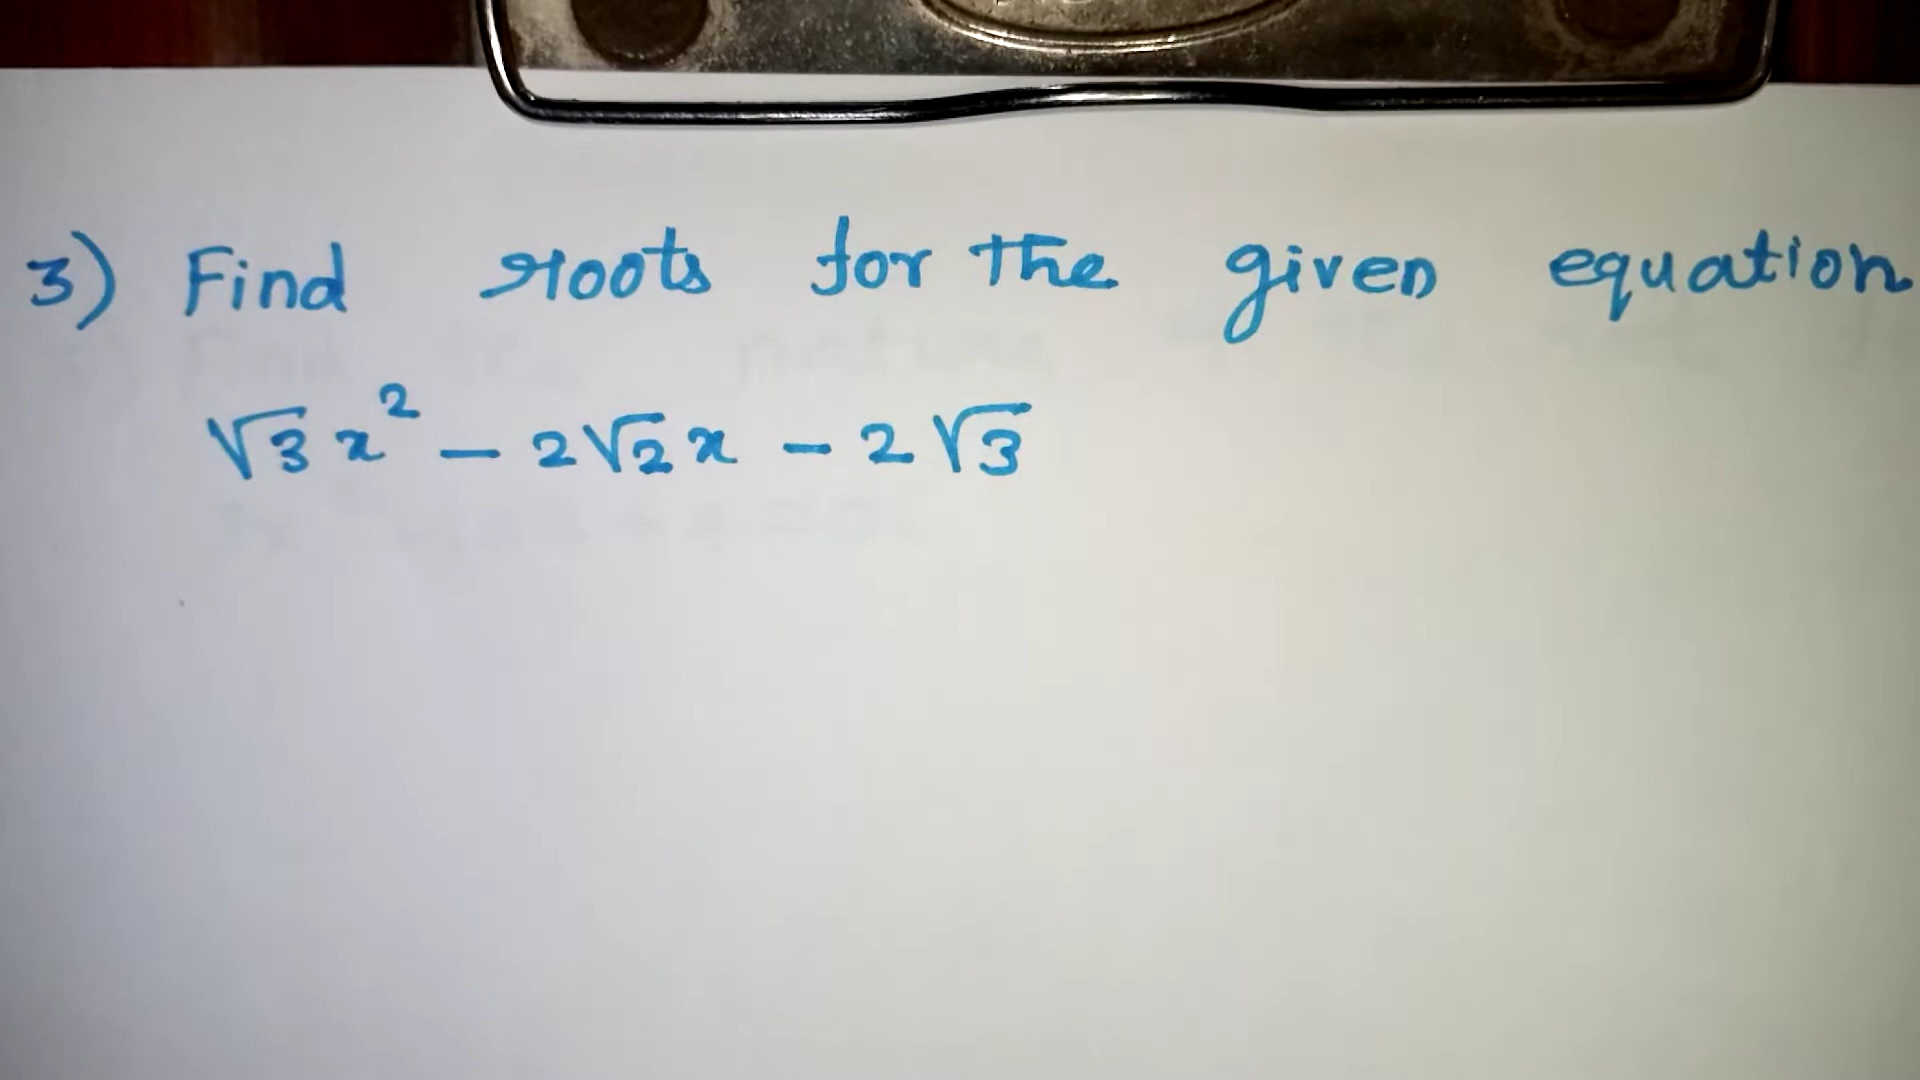 3) Find roots for the given equation
√3x² - 2√2x - 2√3